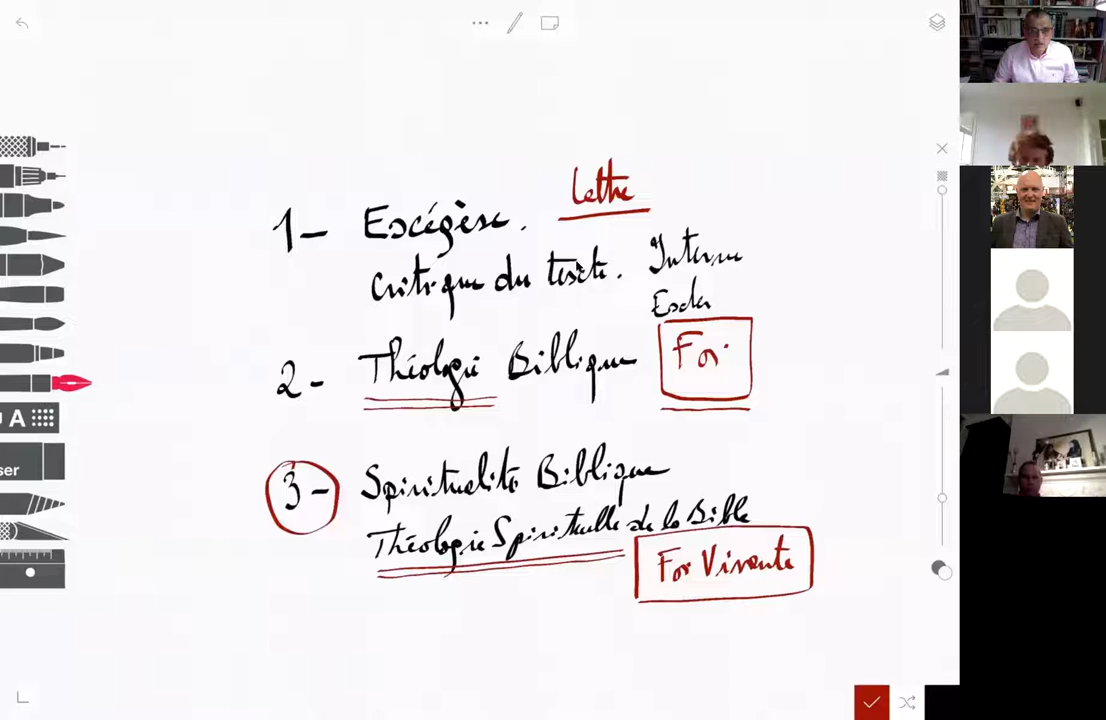 Lettre
1- Exégèse.
critique du texte. Interne
2- Théologie Biblique Foi
3- Spiritualité Biblique
Théologie Spirituelle de la Bible
Foi Vivante
A
ser